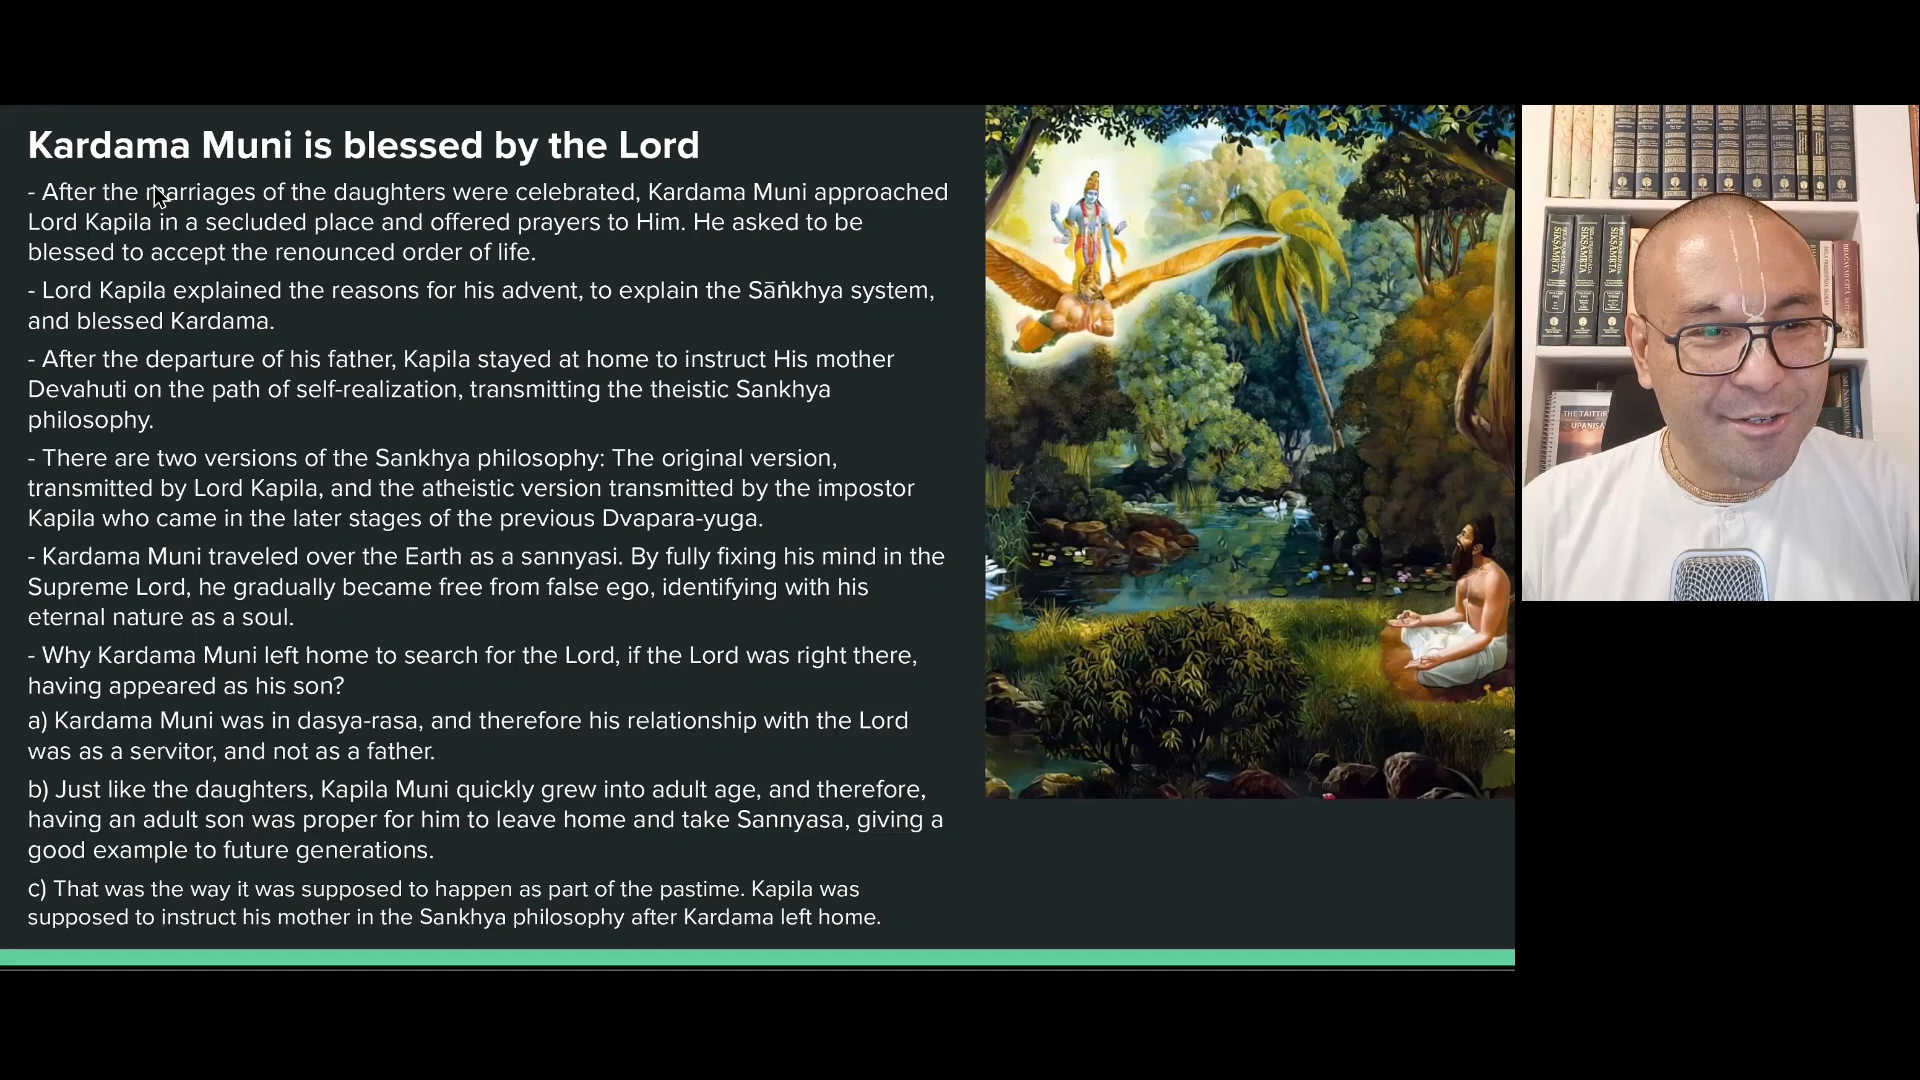 Kardama Muni is blessed by the Lord
- After the marriages of the daughters were celebrated, Kardama Muni approached
Lord Kapila in a secluded place and offered prayers to Him. He asked to be
blessed to accept the renounced order of life.
- Lord Kapila explained the reasons for his advent, to explain the Sāṅkhya system,
and blessed Kardama.
- After the departure of his father, Kapila stayed at home to instruct His mother
Devahuti on the path of self-realization, transmitting the theistic Sankhya
philosophy.
- There are two versions of the Sankhya philosophy: The original version,
transmitted by Lord Kapila, and the atheistic version transmitted by the impostor
Kapila who came in the later stages of the previous Dvapara-yuga.
- Kardama Muni traveled over the Earth as a sannyasi. By fully fixing his mind in the
Supreme Lord, he gradually became free from false ego, identifying with his
eternal nature as a soul.
- Why Kardama Muni left home to search for the Lord, if the Lord was right there,
having appeared as his son?
a) Kardama Muni was in dasya-rasa, and therefore his relationship with the Lord
was as a servitor, and not as a father.
b) Just like the daughters, Kapila Muni quickly grew into adult age, and therefore,
having an adult son was proper for him to leave home and take Sannyasa, giving a
good example to future generations.
c) That was the way it was supposed to happen as part of the pastime. Kapila was
supposed to instruct his mother in the Sankhya philosophy after Kardama left home.
ŚIKṢĀMṚTA
ŚIKṢĀMṚTA
ŚIKṢĀMṚTA
THE TAITTIR
UPANISA